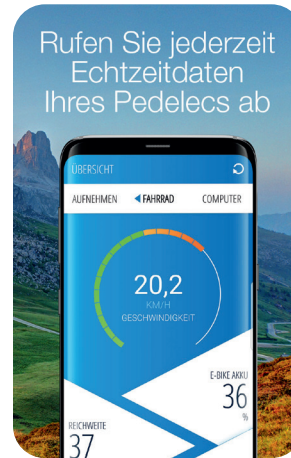 Rufen Sie jederzeit
Echtzeitdaten
Ihres Pedelecs ab
ÜBERSICHT
AUFNEHMEN
FAHRRAD
COMPUTER
20,2
KM/H
GESCHWINDIGKEIT
E-BIKE AKKU
36
%
REICHWEITE
37